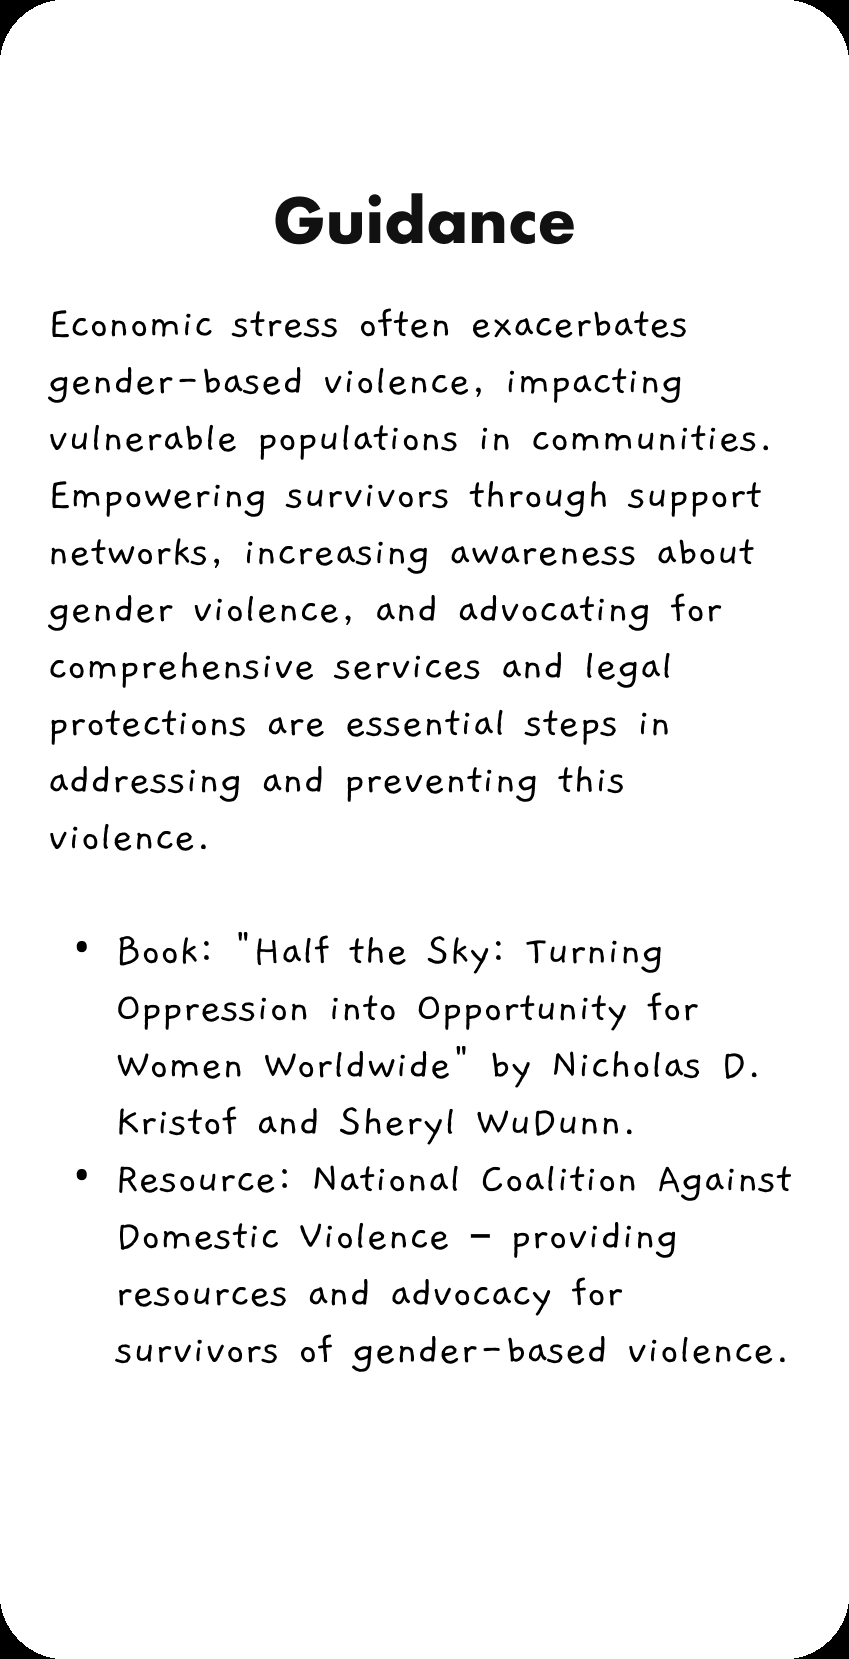 Guidance
Economic stress often exacerbates
gender-based violence, impacting
vulnerable populations in communities.
Empowering survivors through support
networks, increasing awareness about
gender violence, and advocating for
comprehensive services and legal
protections are essential steps in
addressing and preventing this
violence.
• Book: "Half the Sky: Turning
Oppression into Opportunity for
Women Worldwide" by Nicholas D.
Kristof and Sheryl WuDunn.
• Resource: National Coalition Against
Domestic Violence – providing
resources and advocacy for
survivors of gender-based violence.